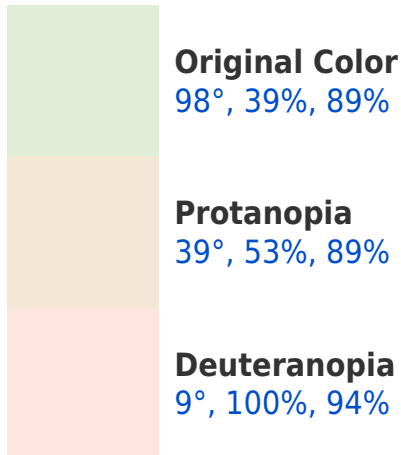 Original Color
98°, 39%, 89%
Protanopia
39°, 53%, 89%
Deuteranopia
9°, 100%, 94%